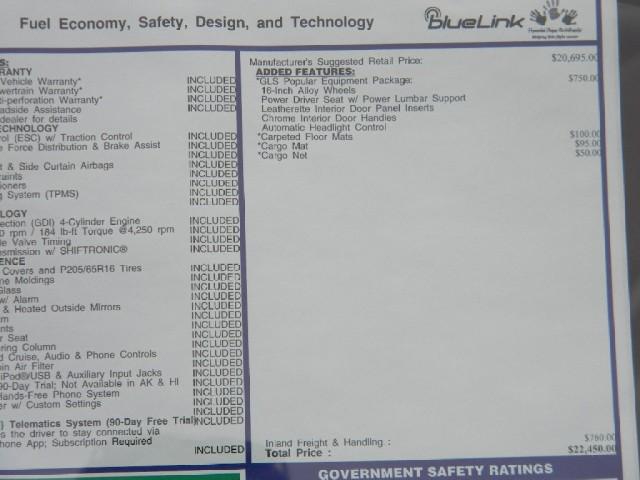 Fuel Economy, Safety, Design, and Technology
BlueLink
S:
RANTY
Vehicle Warranty* INCLUDED
wertrain Warranty* INCLUDED
ti-perforation Warranty* INCLUDED
adside Assistance INCLUDED
dealer for details
ECHNOLOGY
rol (ESC) w/ Traction Control INCLUDED
e Force Distribution & Brake Assist INCLUDED
INCLUDED
t & Side Curtain Airbags INCLUDED
raints INCLUDED
ioners INCLUDED
g System (TPMS) INCLUDED
INCLUDED
LOGY
ection (GDI) 4-Cylinder Engine INCLUDED
0 rpm / 184 lb-ft Torque @4,250 rpm INCLUDED
le Valve Timing INCLUDED
nsmission w/ SHIFTRONIC® INCLUDED
ENCE
Covers and P205/65R16 Tires INCLUDED
ne Moldings INCLUDED
Glass INCLUDED
w/ Alarm INCLUDED
& Heated Outside Mirrors INCLUDED
m INCLUDED
nts INCLUDED
r Seat INCLUDED
ring Column INCLUDED
d Cruise, Audio & Phone Controls INCLUDED
in Air Filter INCLUDED
iPod®/USB & Auxiliary Input Jacks INCLUDED
90-Day Trial; Not Available in AK & HI INCLUDED
Hands-Free Phone System INCLUDED
er w/ Custom Settings INCLUDED
INCLUDED
) Telematics System (90-Day Free Trial) INCLUDED
s the driver to stay connected via
hone App; Subscription Required INCLUDED
Manufacturer's Suggested Retail Price: $20,695.00
ADDED FEATURES:
*GLS Popular Equipment Package: $750.00
16-Inch Alloy Wheels
Power Driver Seat w/ Power Lumbar Support
Leatherette Interior Door Panel Inserts
Chrome Interior Door Handles
Automatic Headlight Control
*Carpeted Floor Mats $100.00
*Cargo Mat $95.00
*Cargo Net $50.00
Inland Freight & Handling : $760.00
Total Price : $22,450.00
GOVERNMENT SAFETY RATINGS